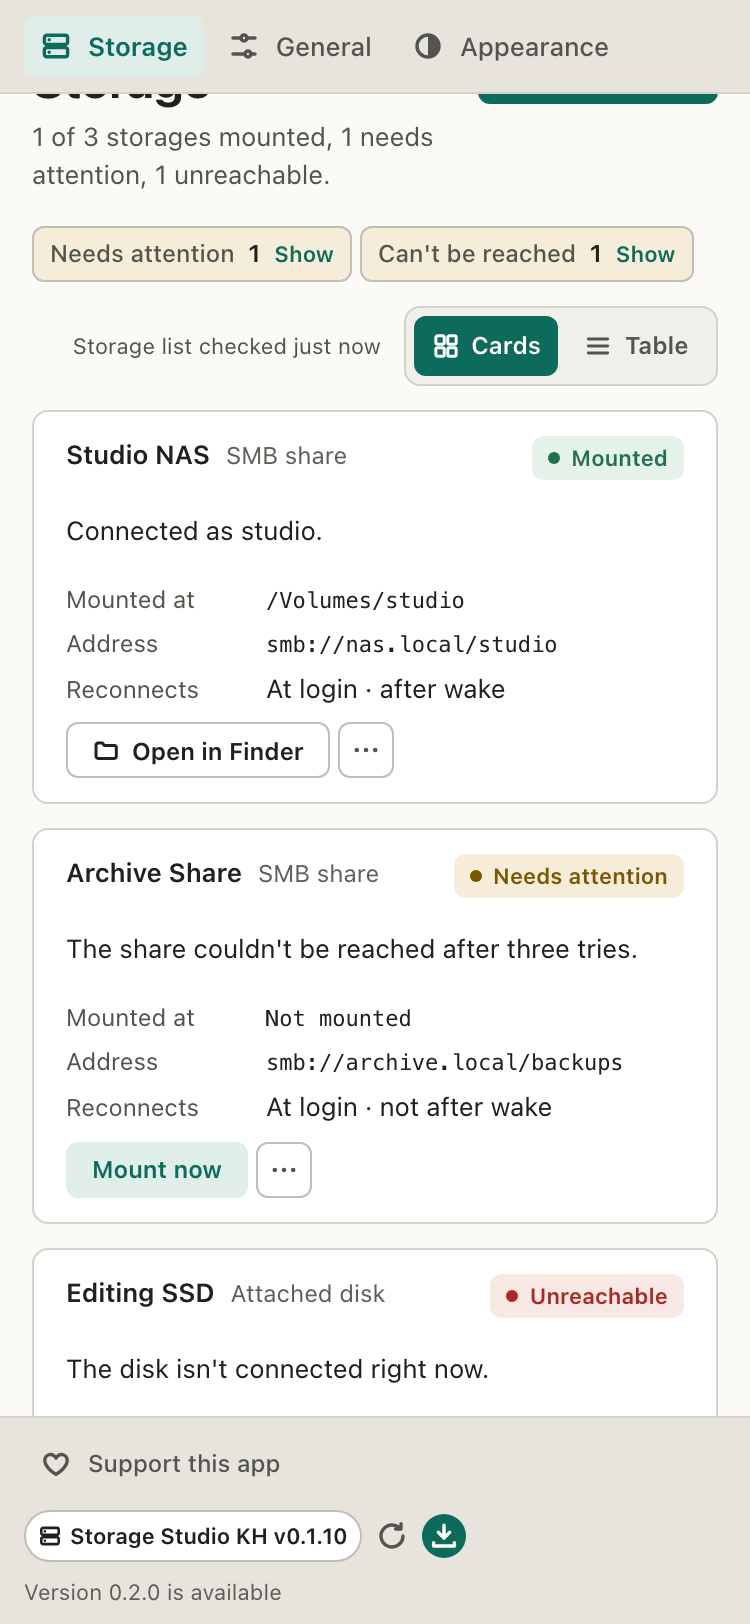 Storage General Appearance
Storage
1 of 3 storages mounted, 1 needs
attention, 1 unreachable.
Needs attention 1 Show Can't be reached 1 Show
Storage list checked just now Cards Table
Studio NAS SMB share Mounted
Connected as studio.
Mounted at /Volumes/studio
Address smb://nas.local/studio
Reconnects At login · after wake
Open in Finder ···
Archive Share SMB share Needs attention
The share couldn't be reached after three tries.
Mounted at Not mounted
Address smb://archive.local/backups
Reconnects At login · not after wake
Mount now ···
Editing SSD Attached disk Unreachable
The disk isn't connected right now.
Support this app
Storage Studio KH v0.1.10
Version 0.2.0 is available